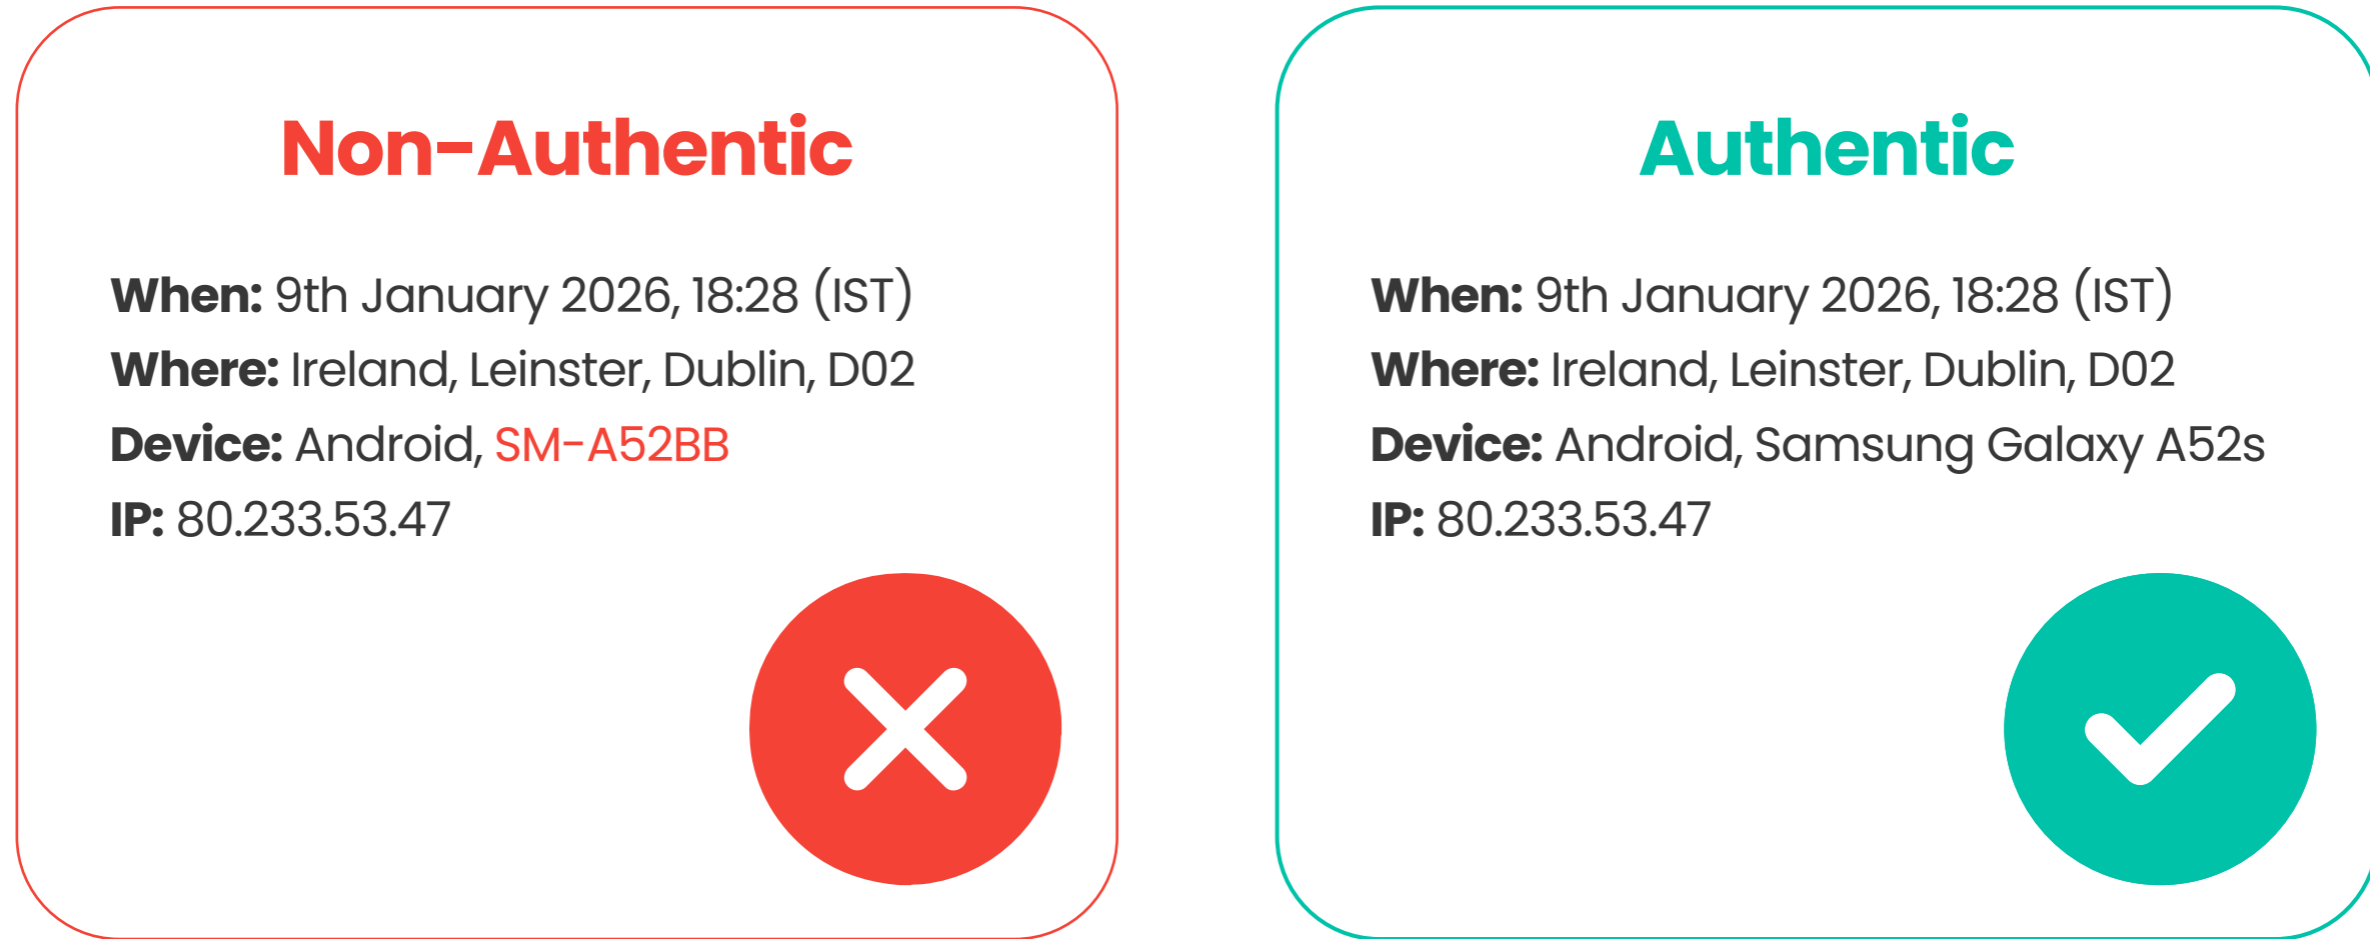 Non-Authentic
When: 9th January 2026, 18:28 (IST)
Where: Ireland, Leinster, Dublin, D02
Device: Android, SM-A52BB
IP: 80.233.53.47
Authentic
When: 9th January 2026, 18:28 (IST)
Where: Ireland, Leinster, Dublin, D02
Device: Android, Samsung Galaxy A52s
IP: 80.233.53.47